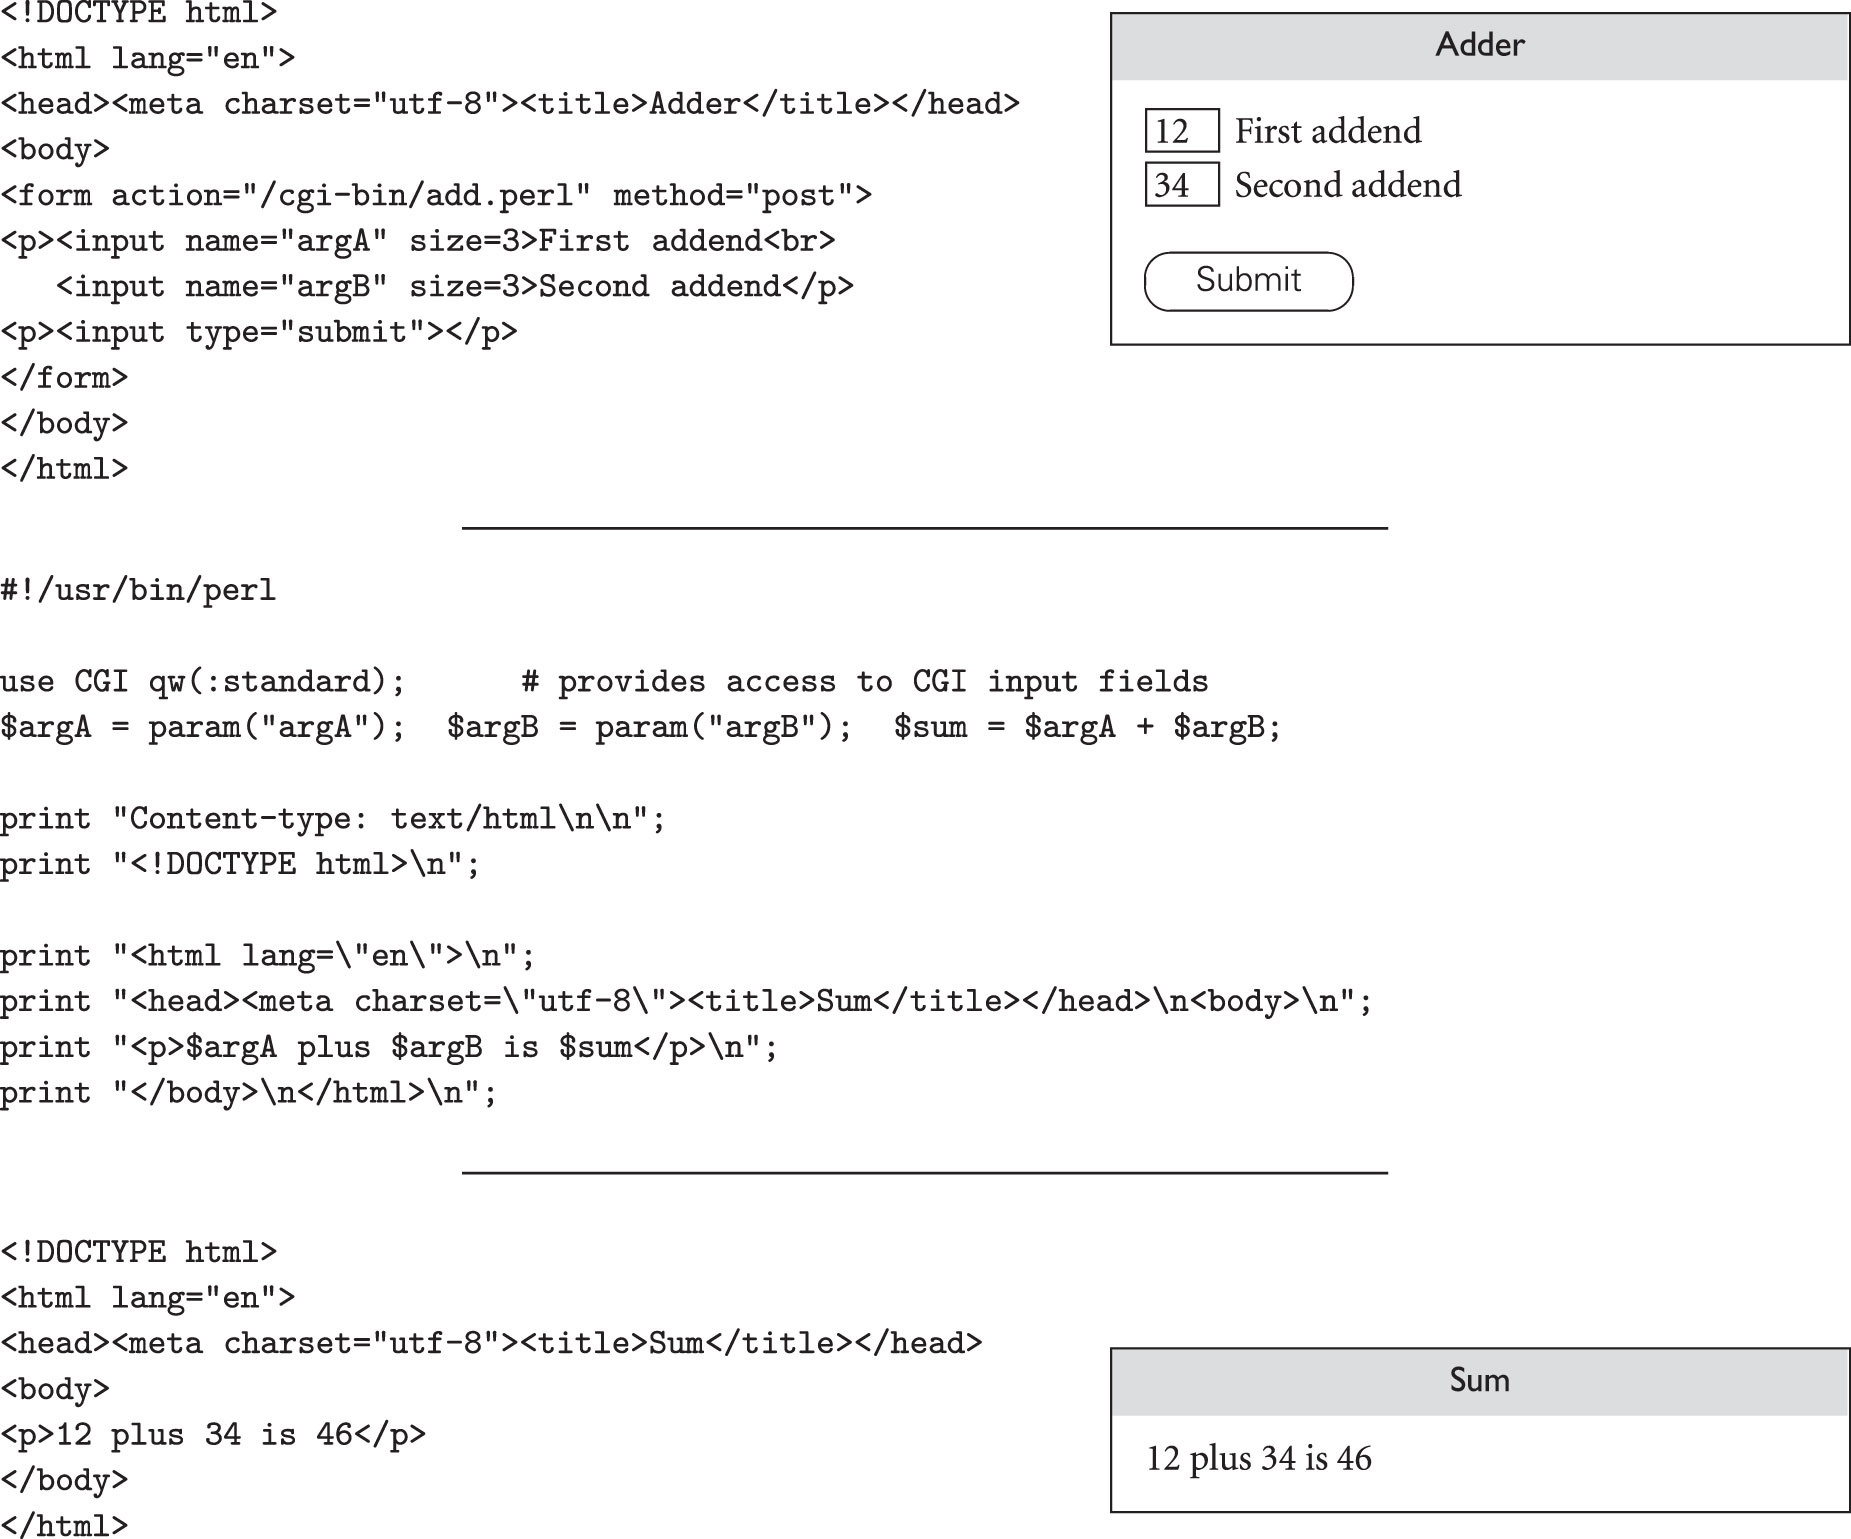 <!DOCTYPE html>
<html lang="en">
<head><meta charset="utf-8"><title>Adder</title></head>
<body>
<form action="/cgi-bin/add.perl" method="post">
<p><input name="argA" size=3>First addend<br>
   <input name="argB" size=3>Second addend</p>
<p><input type="submit"></p>
</form>
</body>
</html>
Adder
12 First addend
34 Second addend
Submit
#!/usr/bin/perl
use CGI qw(:standard);      # provides access to CGI input fields
$argA = param("argA");  $argB = param("argB");  $sum = $argA + $argB;
print "Content-type: text/html\n\n";
print "<!DOCTYPE html>\n";
print "<html lang=\"en\">\n";
print "<head><meta charset=\"utf-8\"><title>Sum</title></head>\n<body>\n";
print "<p>$argA plus $argB is $sum</p>\n";
print "</body>\n</html>\n";
<!DOCTYPE html>
<html lang="en">
<head><meta charset="utf-8"><title>Sum</title></head>
<body>
<p>12 plus 34 is 46</p>
</body>
</html>
Sum
12 plus 34 is 46